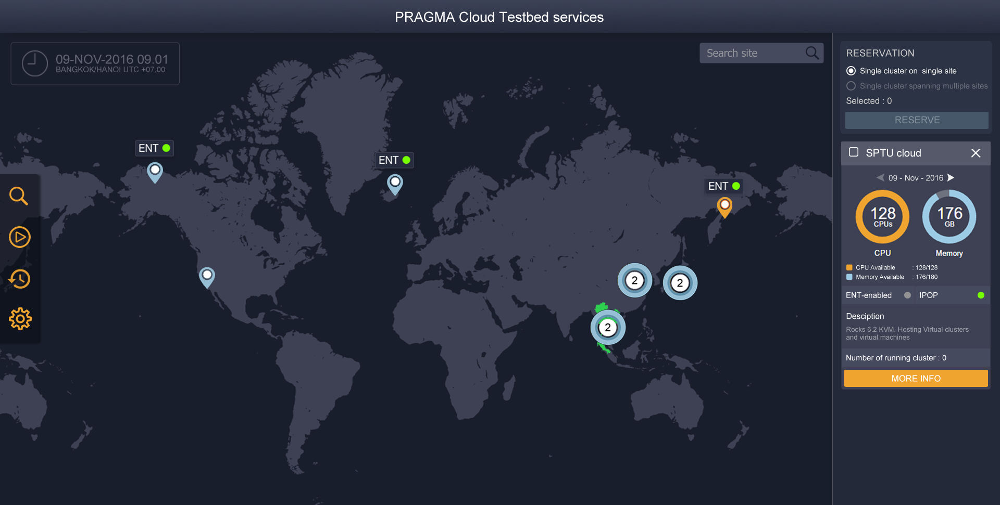 PRAGMA Cloud Testbed services
09-NOV-2016 09.01
BANGKOK/HANOI UTC +07.00
Search site
ENT
ENT
ENT
2
2
2
RESERVATION
Single cluster on single site
Single cluster spanning multiple sites
Selected : 0
RESERVE
SPTU cloud
09 - Nov - 2016
128
CPUs
176
GB
CPU
Memory
CPU Available : 128/128
Memory Available : 176/180
ENT-enabled
IPOP
Desciption
Rocks 6.2 KVM. Hosting Virtual clusters
and virtual machines
Number of running cluster : 0
MORE INFO